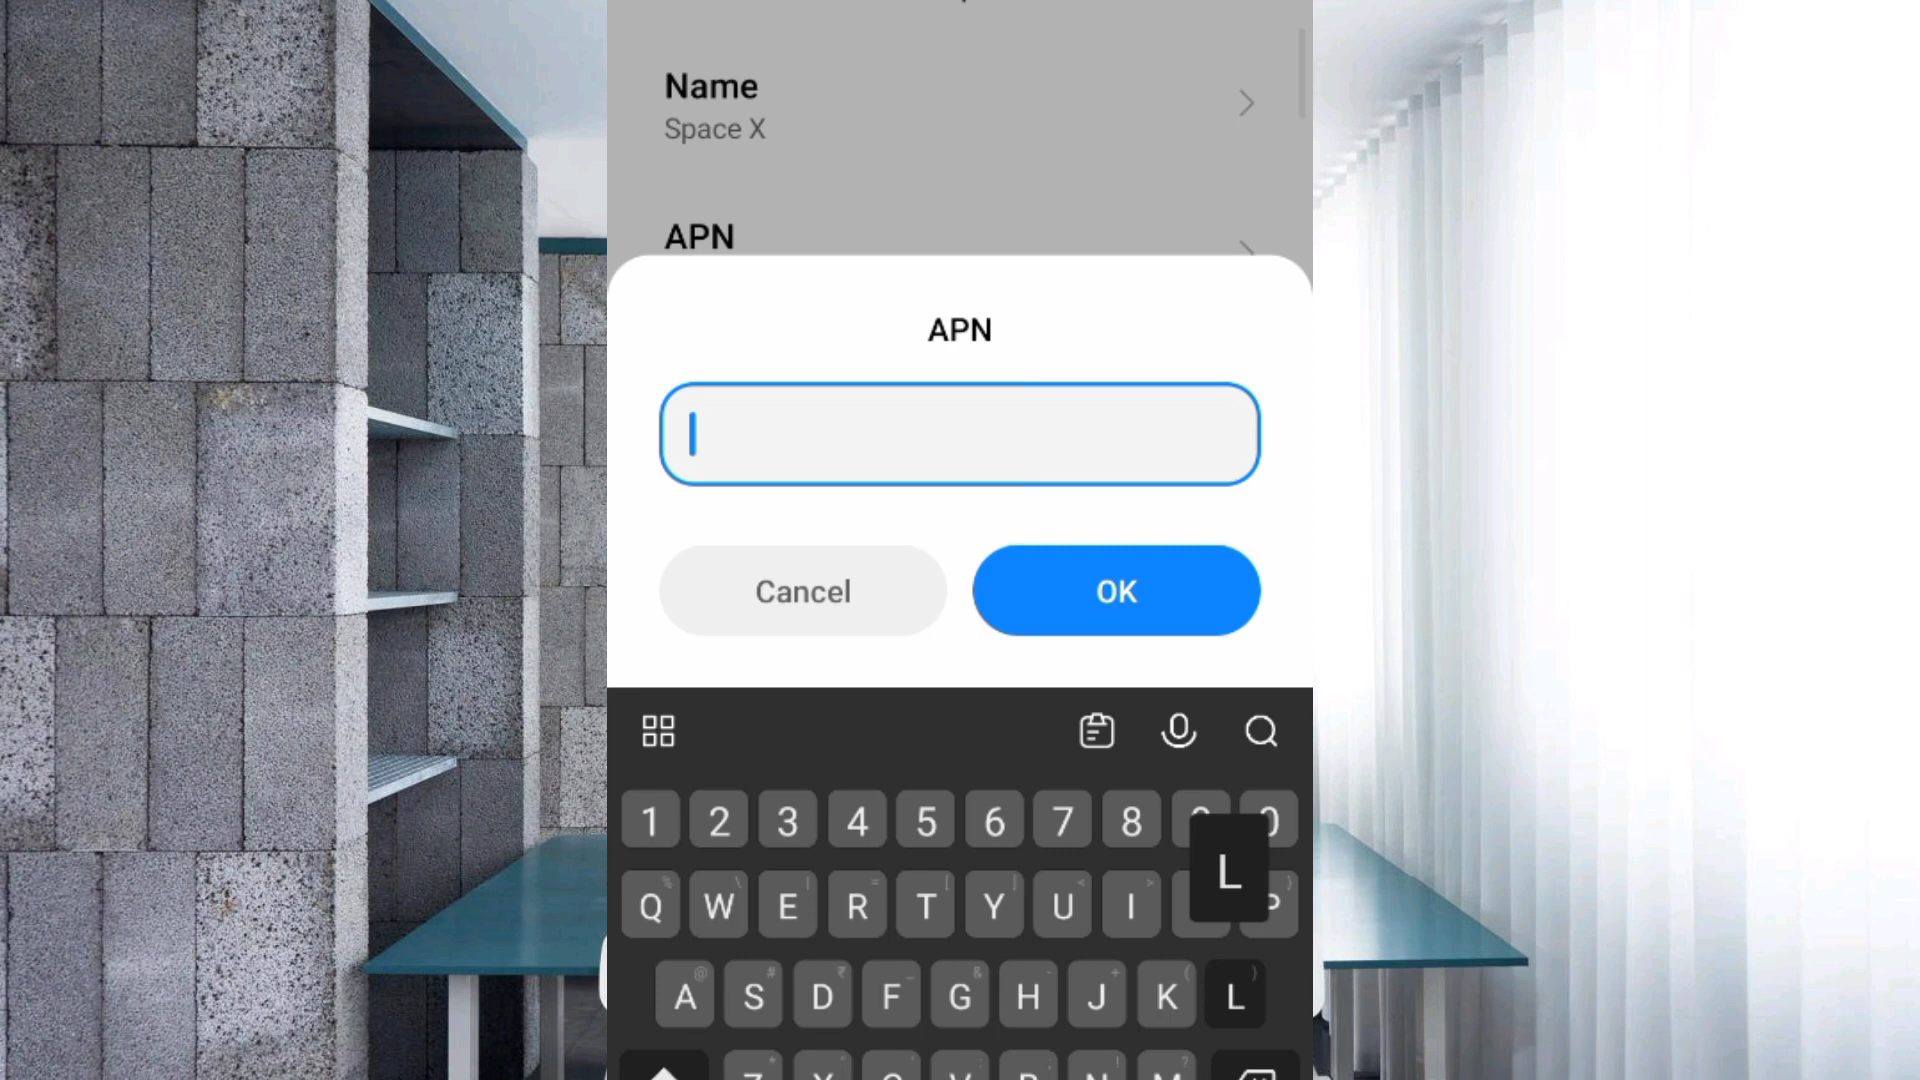 Name
Space X
APN
APN
Cancel
OK
1 2 3 4 5 6 7 8
Q W E R T Y U I P
L
A S D F G H J K L